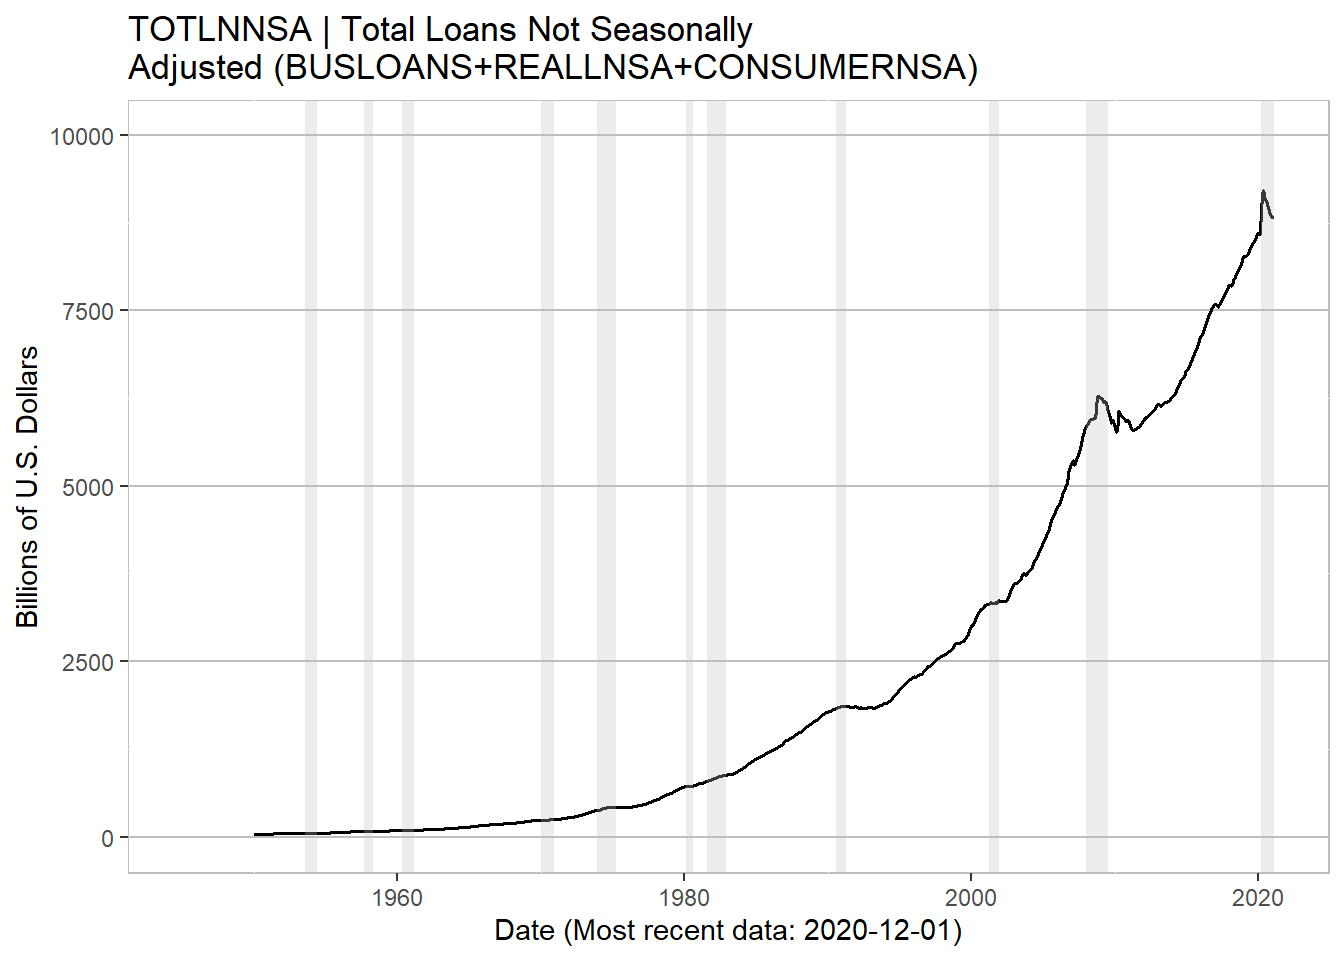 TOTLNNSA | Total Loans Not Seasonally
Adjusted (BUSLOANS+REALLNSA+CONSUMERNSA)
10000
7500
5000
2500
0
Billions of U.S. Dollars
1960
1980
2000
2020
Date (Most recent data: 2020-12-01)